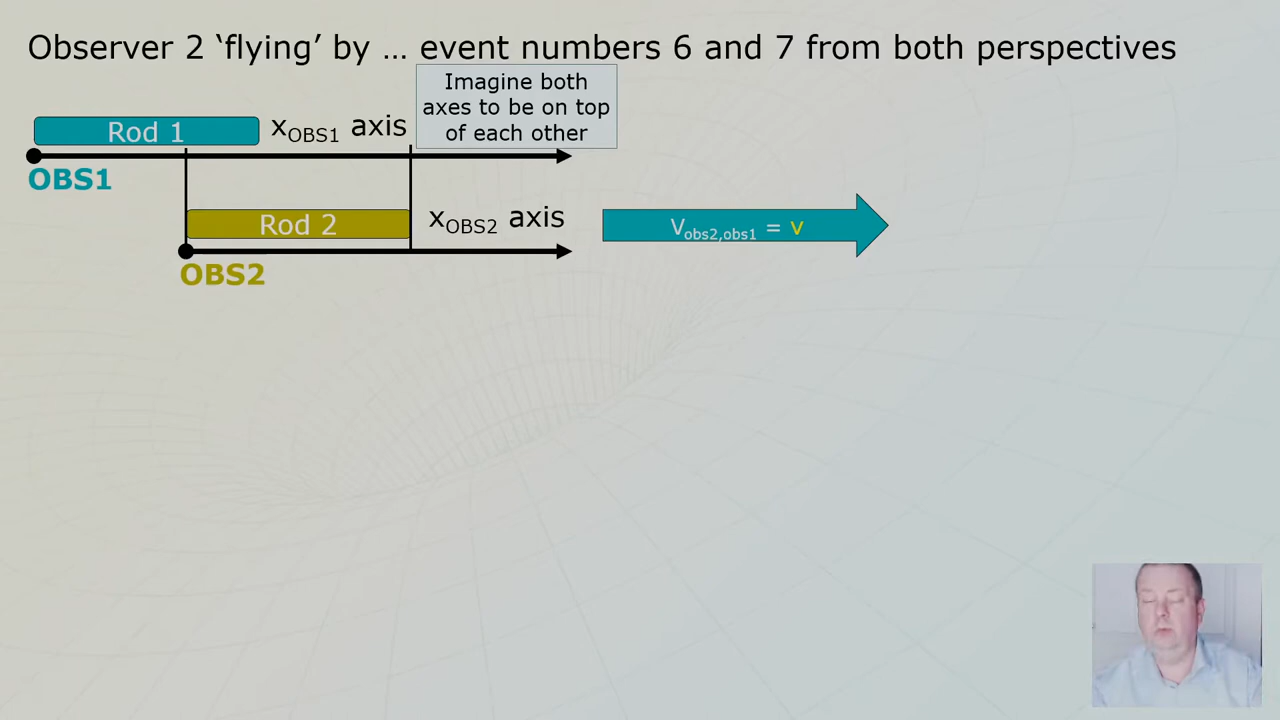 Observer 2 ‘flying’ by … event numbers 6 and 7 from both perspectives
Imagine both
axes to be on top
of each other
Rod 1
xOBS1 axis
OBS1
Rod 2
xOBS2 axis
Vobs2,obs1 = v
OBS2